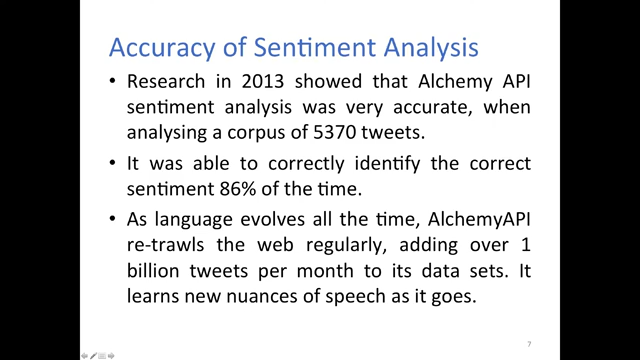 Accuracy of Sentiment Analysis
• Research in 2013 showed that Alchemy API
sentiment analysis was very accurate, when
analysing a corpus of 5370 tweets.
• It was able to correctly identify the correct
sentiment 86% of the time.
• As language evolves all the time, AlchemyAPI
re-trawls the web regularly, adding over 1
billion tweets per month to its data sets. It
learns new nuances of speech as it goes.
7